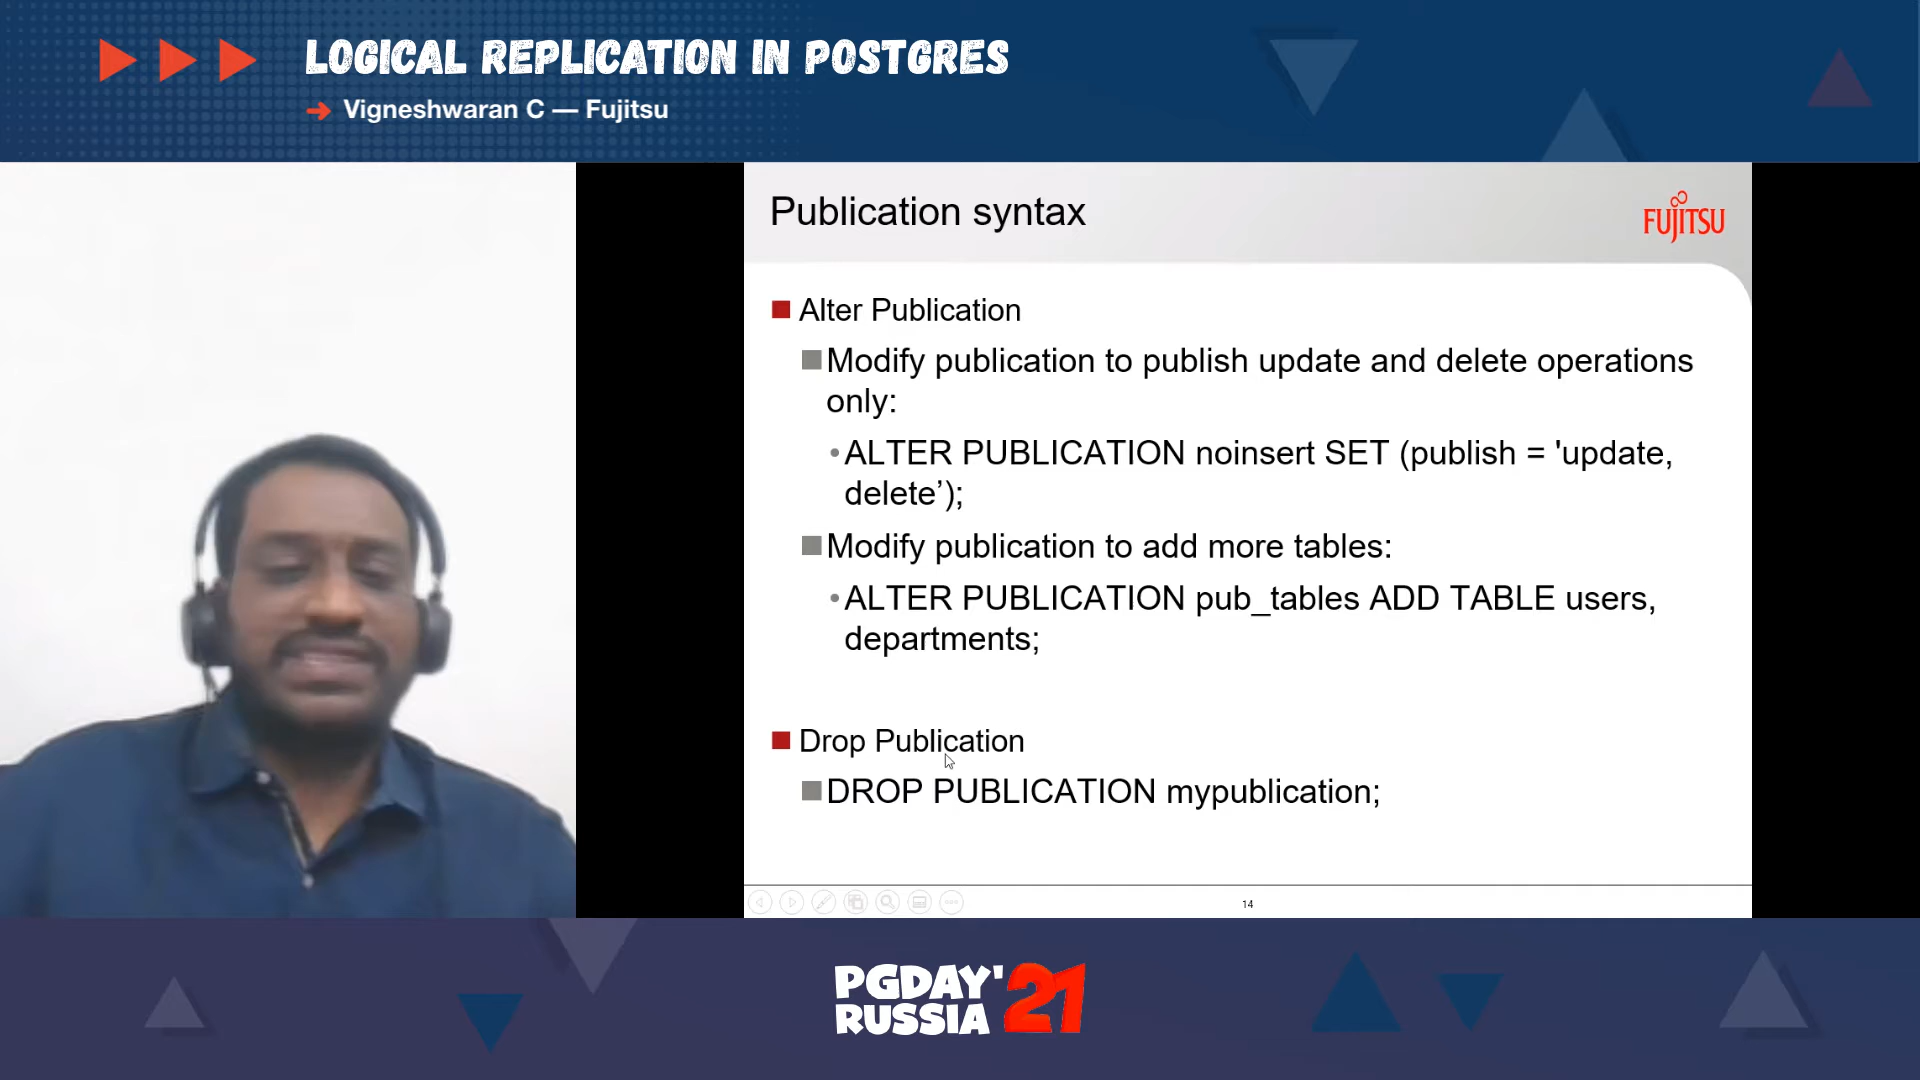 LOGICAL REPLICATION IN POSTGRES
Vigneshwaran C — Fujitsu
Publication syntax
FUJITSU
Alter Publication
Modify publication to publish update and delete operations
only:
•ALTER PUBLICATION noinsert SET (publish = 'update,
delete’);
Modify publication to add more tables:
•ALTER PUBLICATION pub_tables ADD TABLE users,
departments;
Drop Publication
DROP PUBLICATION mypublication;
14
PGDAY'21
RUSSIA